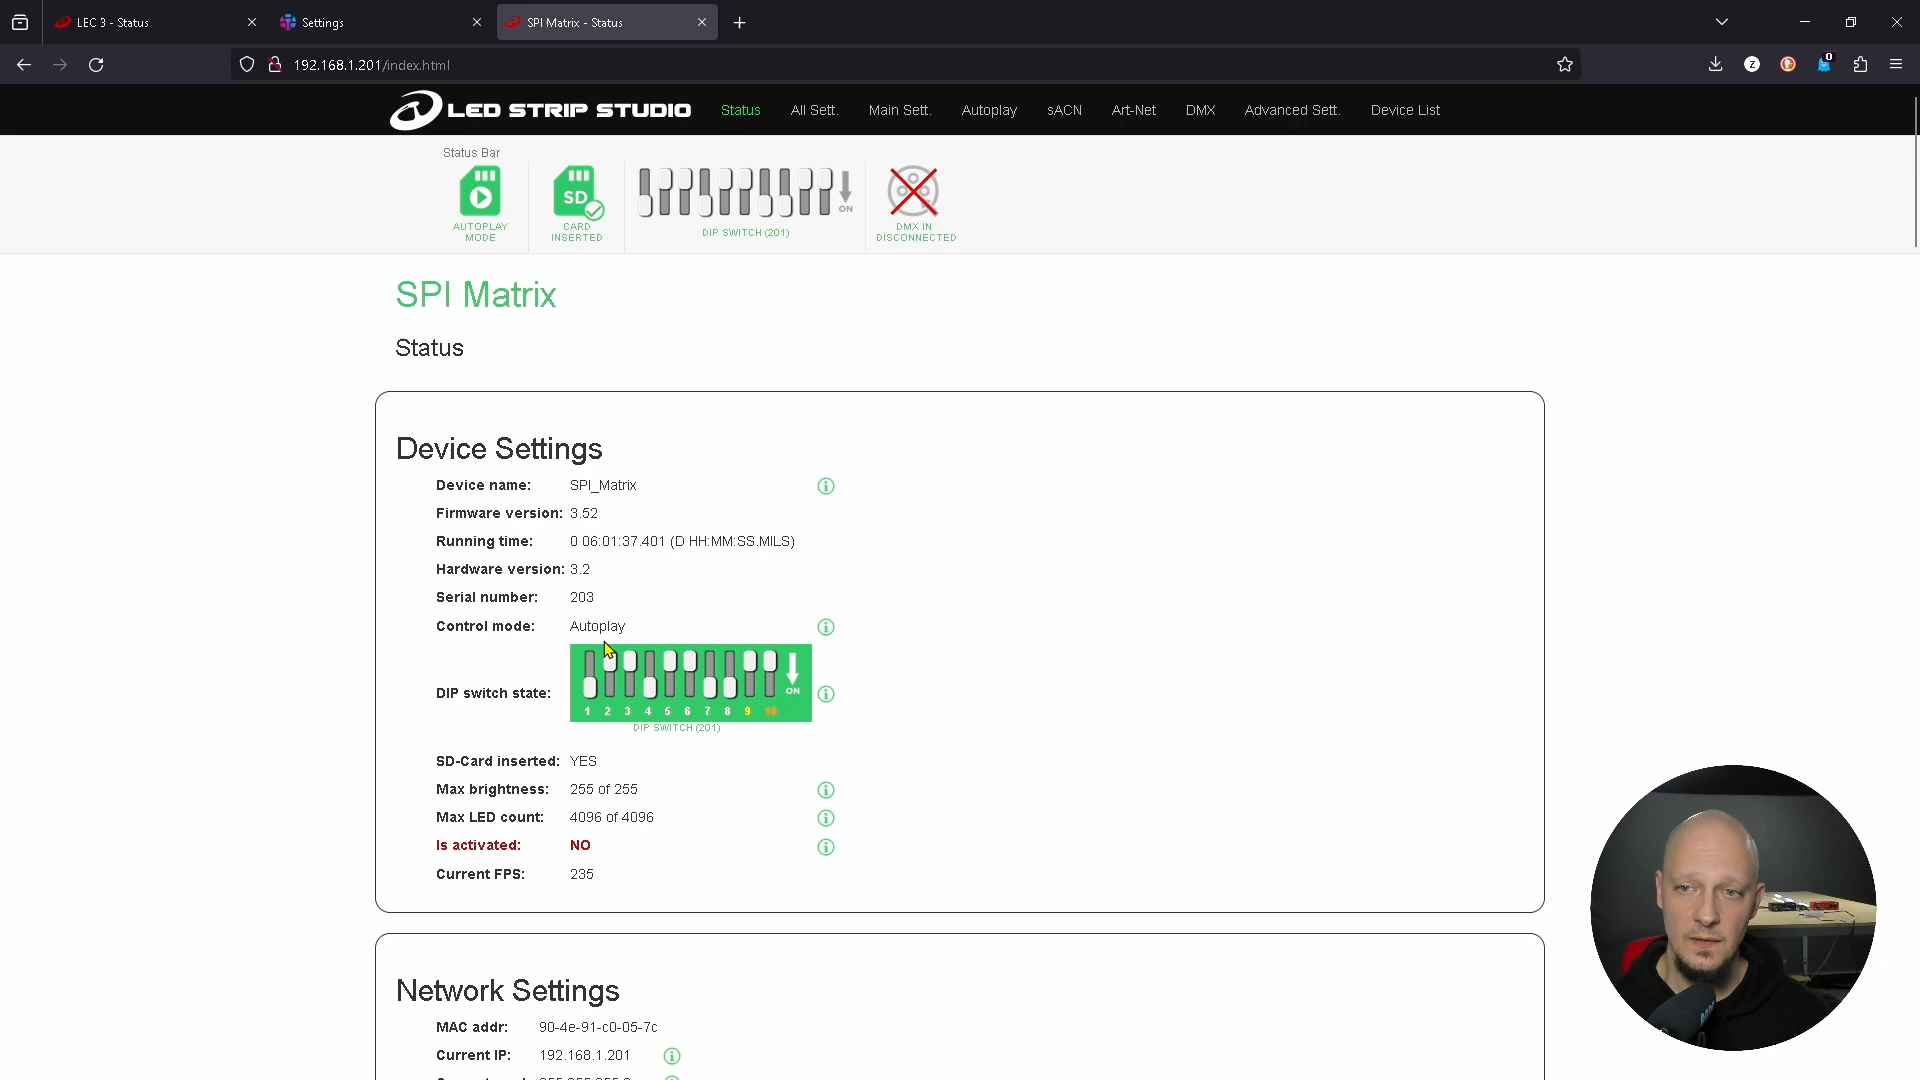 LEC 3 - Status
Settings
SPI Matrix - Status
192.168.1.201/index.html
Z
0
LED STRIP STUDIO
Status
All Sett.
Main Sett.
Autoplay
sACN
Art-Net
DMX
Advanced Sett.
Device List
Status Bar
AUTOPLAY
MODE
SD
CARD
INSERTED
ON
DIP SWITCH (201)
DMX IN
DISCONNECTED
SPI Matrix
Status
Device Settings
Device name: SPI_Matrix
Firmware version: 3.52
Running time: 0 06:01:37.401 (D HH:MM:SS.MILS)
Hardware version: 3.2
Serial number: 203
Control mode: Autoplay
DIP switch state:
ON
1 2 3 4 5 6 7 8 9 10
DIP SWITCH (201)
SD-Card inserted: YES
Max brightness: 255 of 255
Max LED count: 4096 of 4096
Is activated: NO
Current FPS: 235
Network Settings
MAC addr: 90-4e-91-c0-05-7c
Current IP: 192.168.1.201